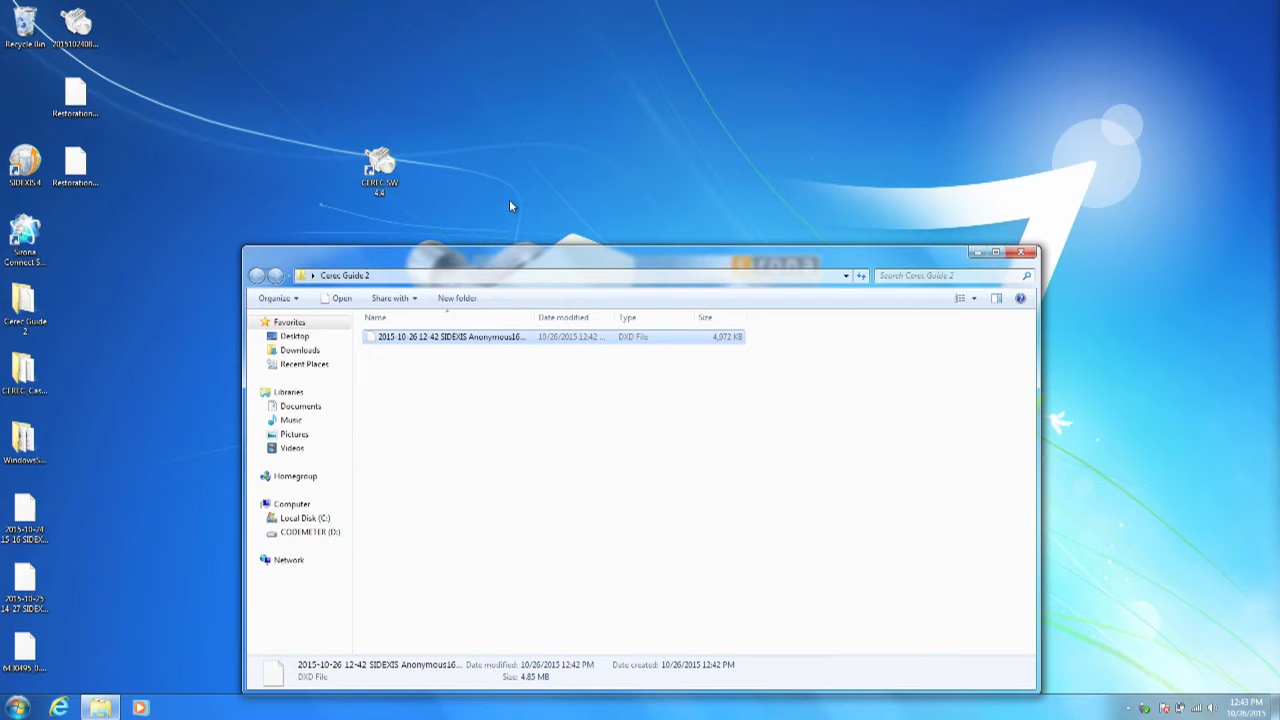 Recycle Bin
2015102408...
Restoration...
SIDEXIS 4
Restoration...
CEREC SW
4.4
Sirona
Connect S...
Cerec Guide
2
CEREC_Cas...
WindowsS...
2015-10-24
15-16 SIDEX...
2015-10-25
14-27 SIDEX...
6430495_0....
Cerec Guide 2
Search Cerec Guide 2
Organize
Open
Share with
New folder
Name
Date modified
Type
Size
2015-10-26 12-42 SIDEXIS Anonymous16...
10/26/2015 12:42 ...
DXD File
4,972 KB
Favorites
Desktop
Downloads
Recent Places
Libraries
Documents
Music
Pictures
Videos
Homegroup
Computer
Local Disk (C:)
CODEMETER (D:)
Network
2015-10-26 12-42 SIDEXIS Anonymous16...
Date modified: 10/26/2015 12:42 PM
Date created: 10/26/2015 12:42 PM
DXD File
Size: 4.85 MB
12:43 PM
10/26/2015